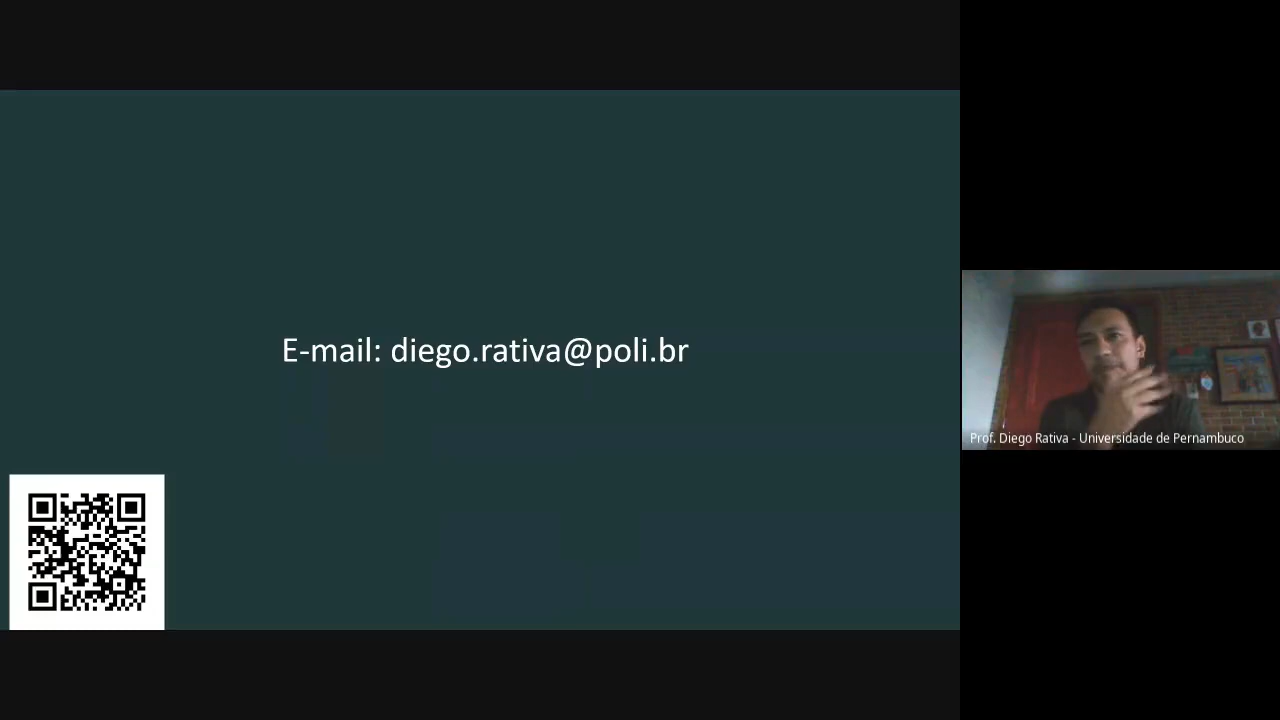 E-mail: diego.rativa@poli.br
Prof. Diego Rativa - Universidade de Pernambuco